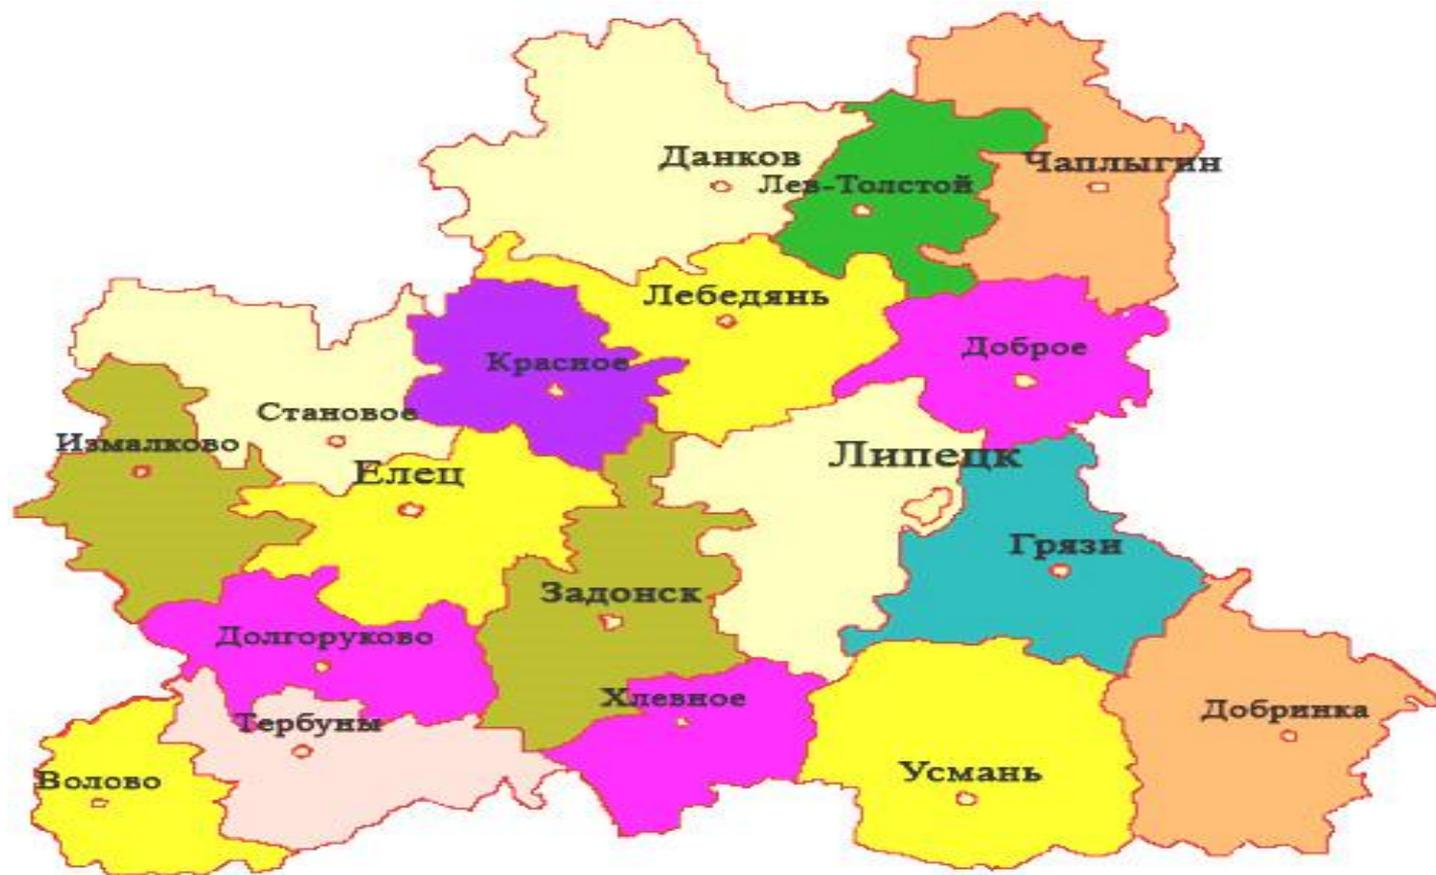 Данков
Чаплыгин
Лев-Толстой
Лебедянь
Доброе
Красное
Становое
Измалково
Елец
Липецк
Грязи
Задонск
Долгоруково
Хлевное
Добринка
Тербуны
Волово
Усмань